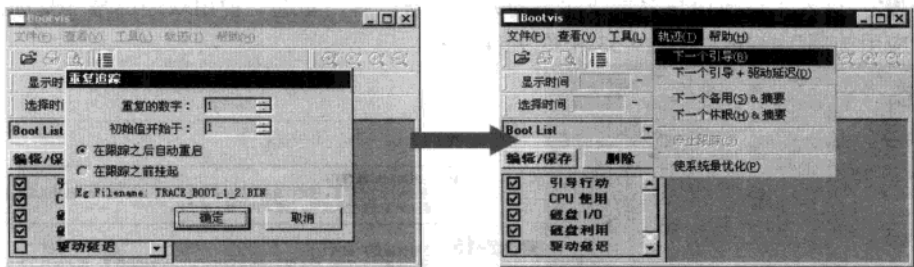 Bootvis
文件(F) 查看(V) 工具(L) 轨迹(T) 帮助(H)
显示时
重复追踪
选择时
重复的数字： 1
初始值开始于： 1
Boot List
在跟踪之后自动重启
编辑/保
在跟踪之前挂起
Eg Filename: TRACE_BOOT_1_2.BIN
确定 取消
驱动延迟
Bootvis
文件(F) 查看(V) 工具(L) 轨迹(T) 帮助(H)
下一个引导(B)
下一个引导 + 驱动延迟(D)
下一个备用(S) & 摘要
下一个休眠(H) & 摘要
停止跟踪(G)
使系统最优化(P)
显示时间 -
选择时间 -
Boot List
编辑/保存 删除
引导行动
CPU 使用
磁盘 I/O
磁盘利用
驱动延迟